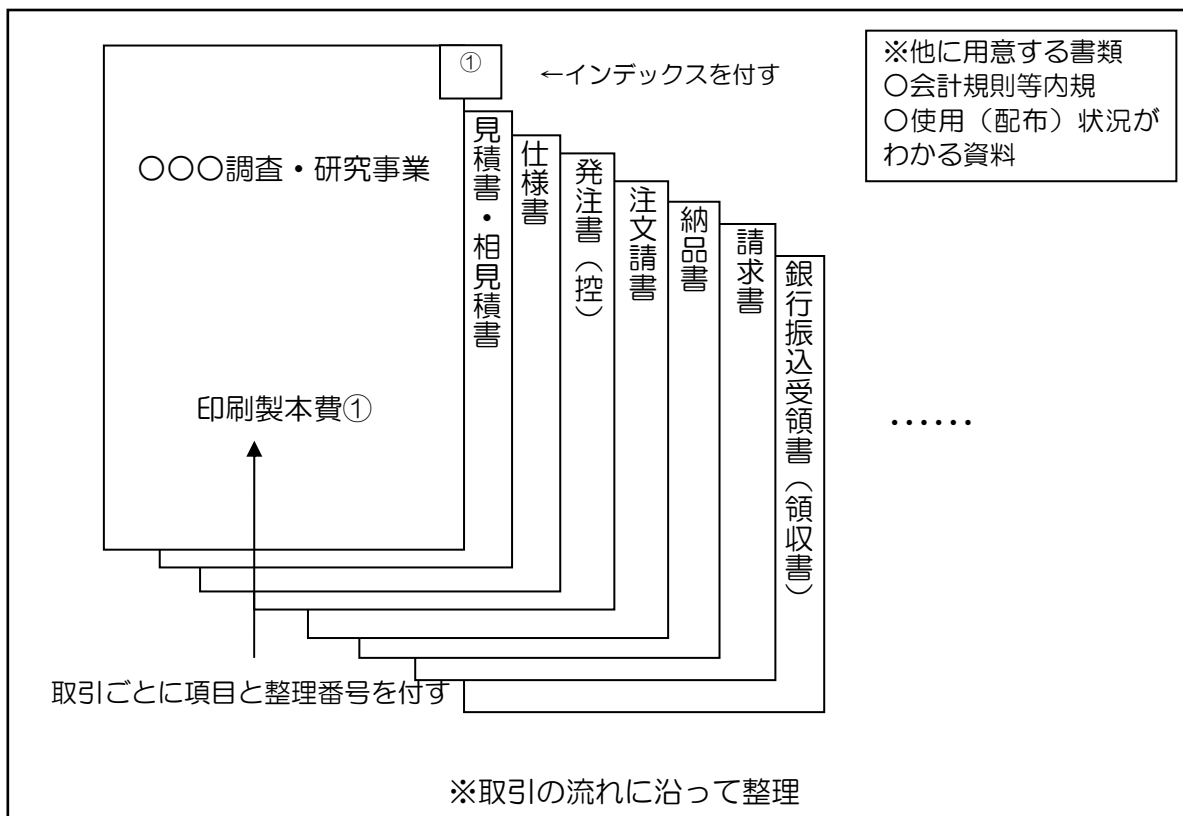 ①
←インデックスを付す
※他に用意する書類
〇会計規則等内規
〇使用（配布）状況が
わかる資料
〇〇〇調査・研究事業
印刷製本費①
見積書・相見積書
仕様書
発注書（控）
注文請書
納品書
請求書
銀行振込受領書（領収書）
……
取引ごとに項目と整理番号を付す
※取引の流れに沿って整理